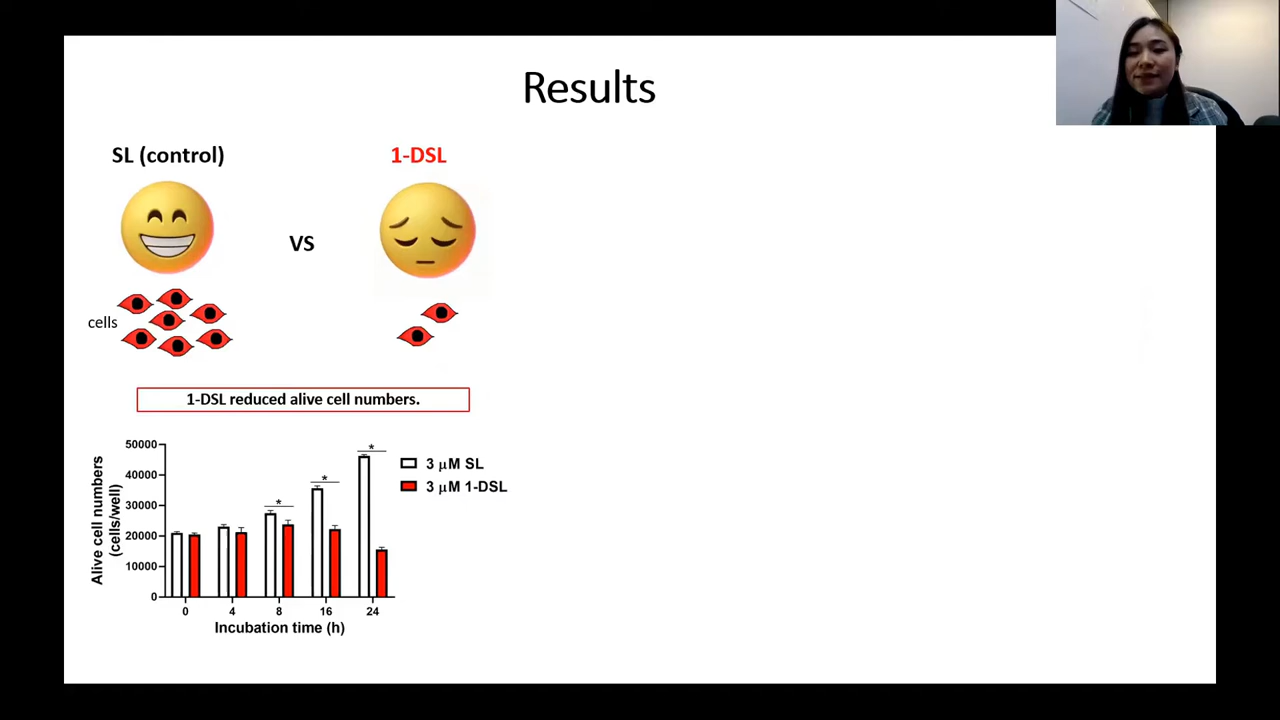 Results
SL (control)
1-DSL
VS
cells
1-DSL reduced alive cell numbers.
Alive cell numbers
(cells/well)
50000
40000
30000
20000
10000
0
*
*
*
3 μM SL
3 μM 1-DSL
0 4 8 16 24
Incubation time (h)